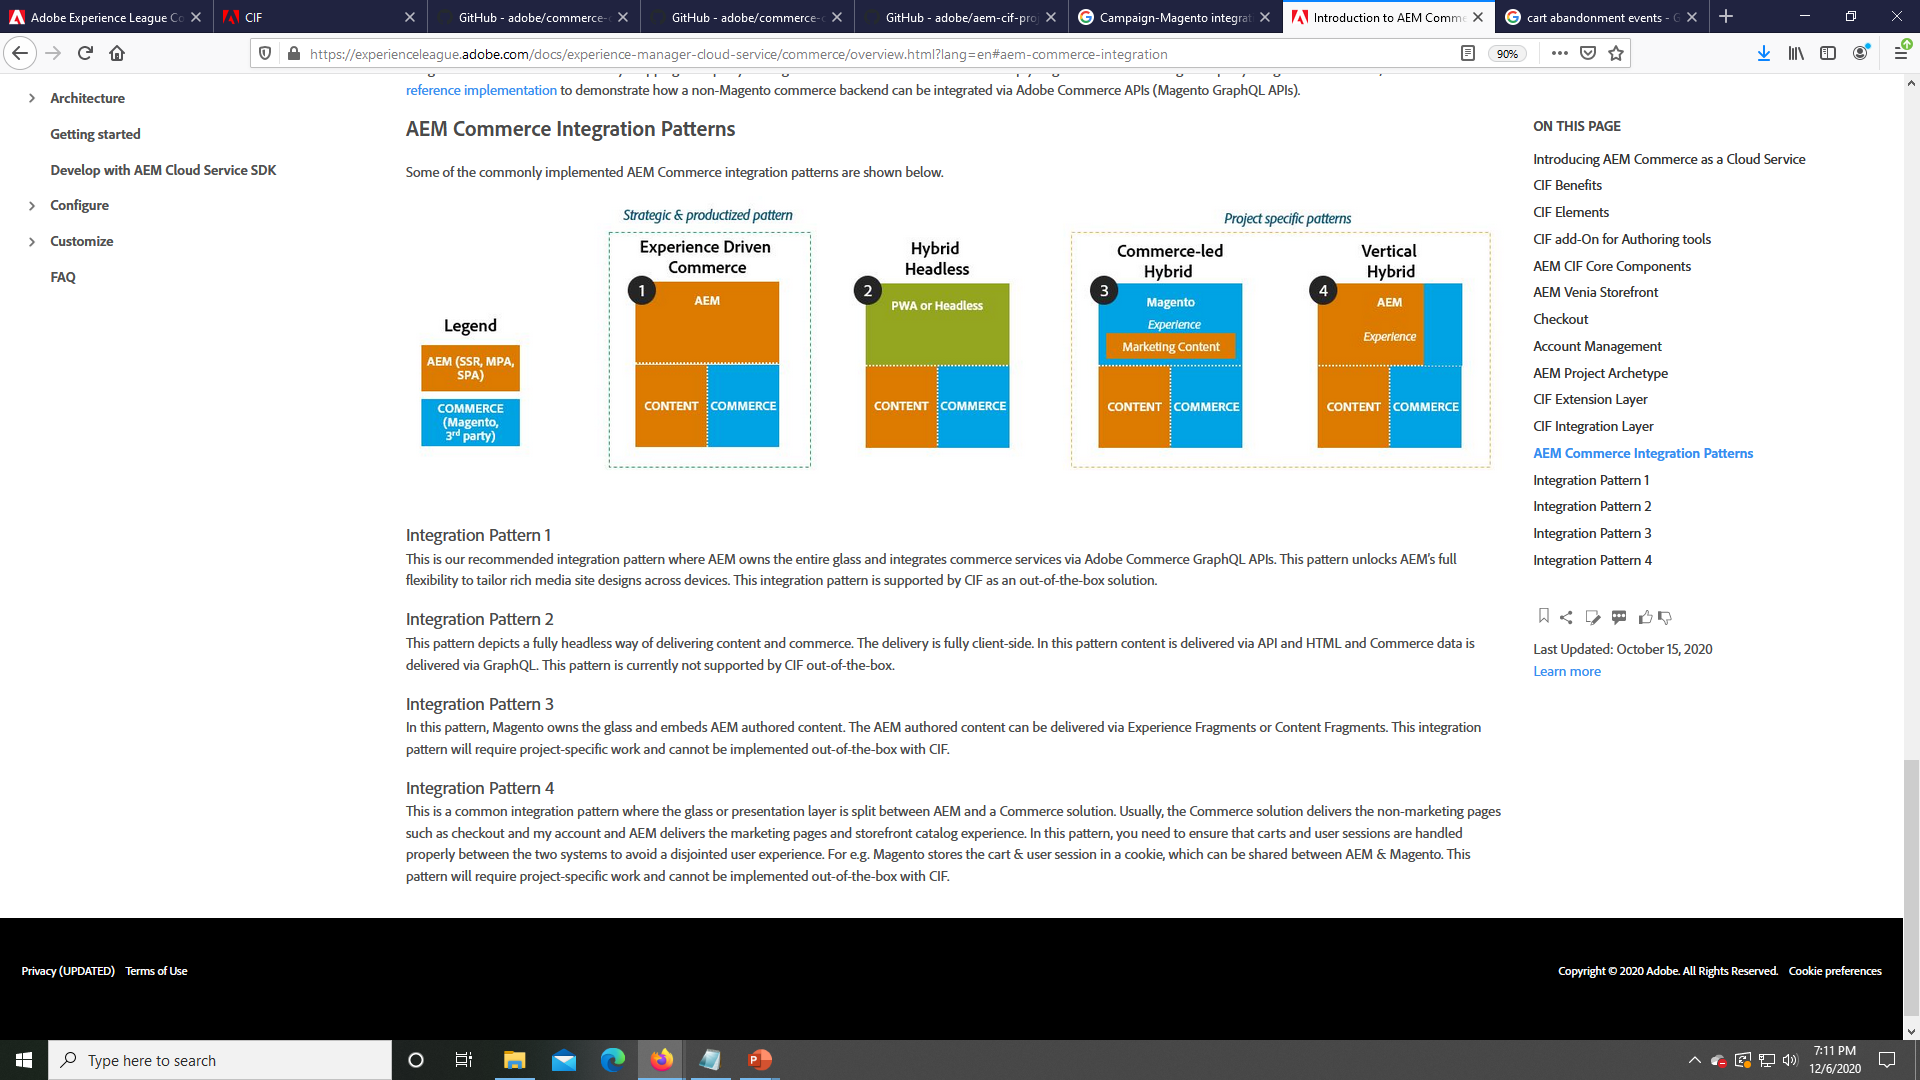 Adobe Experience League Co
CIF
GitHub - adobe/commerce-
GitHub - adobe/commerce-
GitHub - adobe/aem-cif-proj
Campaign-Magento integrat
Introduction to AEM Comme
cart abandonment events - G
https://experienceleague.adobe.com/docs/experience-manager-cloud-service/commerce/overview.html?lang=en#aem-commerce-integration
90%
Architecture
Getting started
Develop with AEM Cloud Service SDK
Configure
Customize
FAQ
reference implementation to demonstrate how a non-Magento commerce backend can be integrated via Adobe Commerce APIs (Magento GraphQL APIs).
AEM Commerce Integration Patterns
Some of the commonly implemented AEM Commerce integration patterns are shown below.
Strategic & productized pattern
Project specific patterns
Legend
AEM (SSR, MPA,
SPA)
COMMERCE
(Magento,
3rd party)
Experience Driven
Commerce
1
AEM
CONTENT
COMMERCE
Hybrid
Headless
2
PWA or Headless
CONTENT
COMMERCE
Commerce-led
Hybrid
3
Magento
Experience
Marketing Content
CONTENT
COMMERCE
Vertical
Hybrid
4
AEM
Experience
CONTENT
COMMERCE
Integration Pattern 1
This is our recommended integration pattern where AEM owns the entire glass and integrates commerce services via Adobe Commerce GraphQL APIs. This pattern unlocks AEM's full
flexibility to tailor rich media site designs across devices. This integration pattern is supported by CIF as an out-of-the-box solution.
Integration Pattern 2
This pattern depicts a fully headless way of delivering content and commerce. The delivery is fully client-side. In this pattern content is delivered via API and HTML and Commerce data is
delivered via GraphQL. This pattern is currently not supported by CIF out-of-the-box.
Integration Pattern 3
In this pattern, Magento owns the glass and embeds AEM authored content. The AEM authored content can be delivered via Experience Fragments or Content Fragments. This integration
pattern will require project-specific work and cannot be implemented out-of-the-box with CIF.
Integration Pattern 4
This is a common integration pattern where the glass or presentation layer is split between AEM and a Commerce solution. Usually, the Commerce solution delivers the non-marketing pages
such as checkout and my account and AEM delivers the marketing pages and storefront catalog experience. In this pattern, you need to ensure that carts and user sessions are handled
properly between the two systems to avoid a disjointed user experience. For e.g. Magento stores the cart & user session in a cookie, which can be shared between AEM & Magento. This
pattern will require project-specific work and cannot be implemented out-of-the-box with CIF.
ON THIS PAGE
Introducing AEM Commerce as a Cloud Service
CIF Benefits
CIF Elements
CIF add-On for Authoring tools
AEM CIF Core Components
AEM Venia Storefront
Checkout
Account Management
AEM Project Archetype
CIF Extension Layer
CIF Integration Layer
AEM Commerce Integration Patterns
Integration Pattern 1
Integration Pattern 2
Integration Pattern 3
Integration Pattern 4
Last Updated: October 15, 2020
Learn more
Privacy (UPDATED) Terms of Use
Copyright © 2020 Adobe. All Rights Reserved. Cookie preferences
Type here to search
7:11 PM
12/6/2020